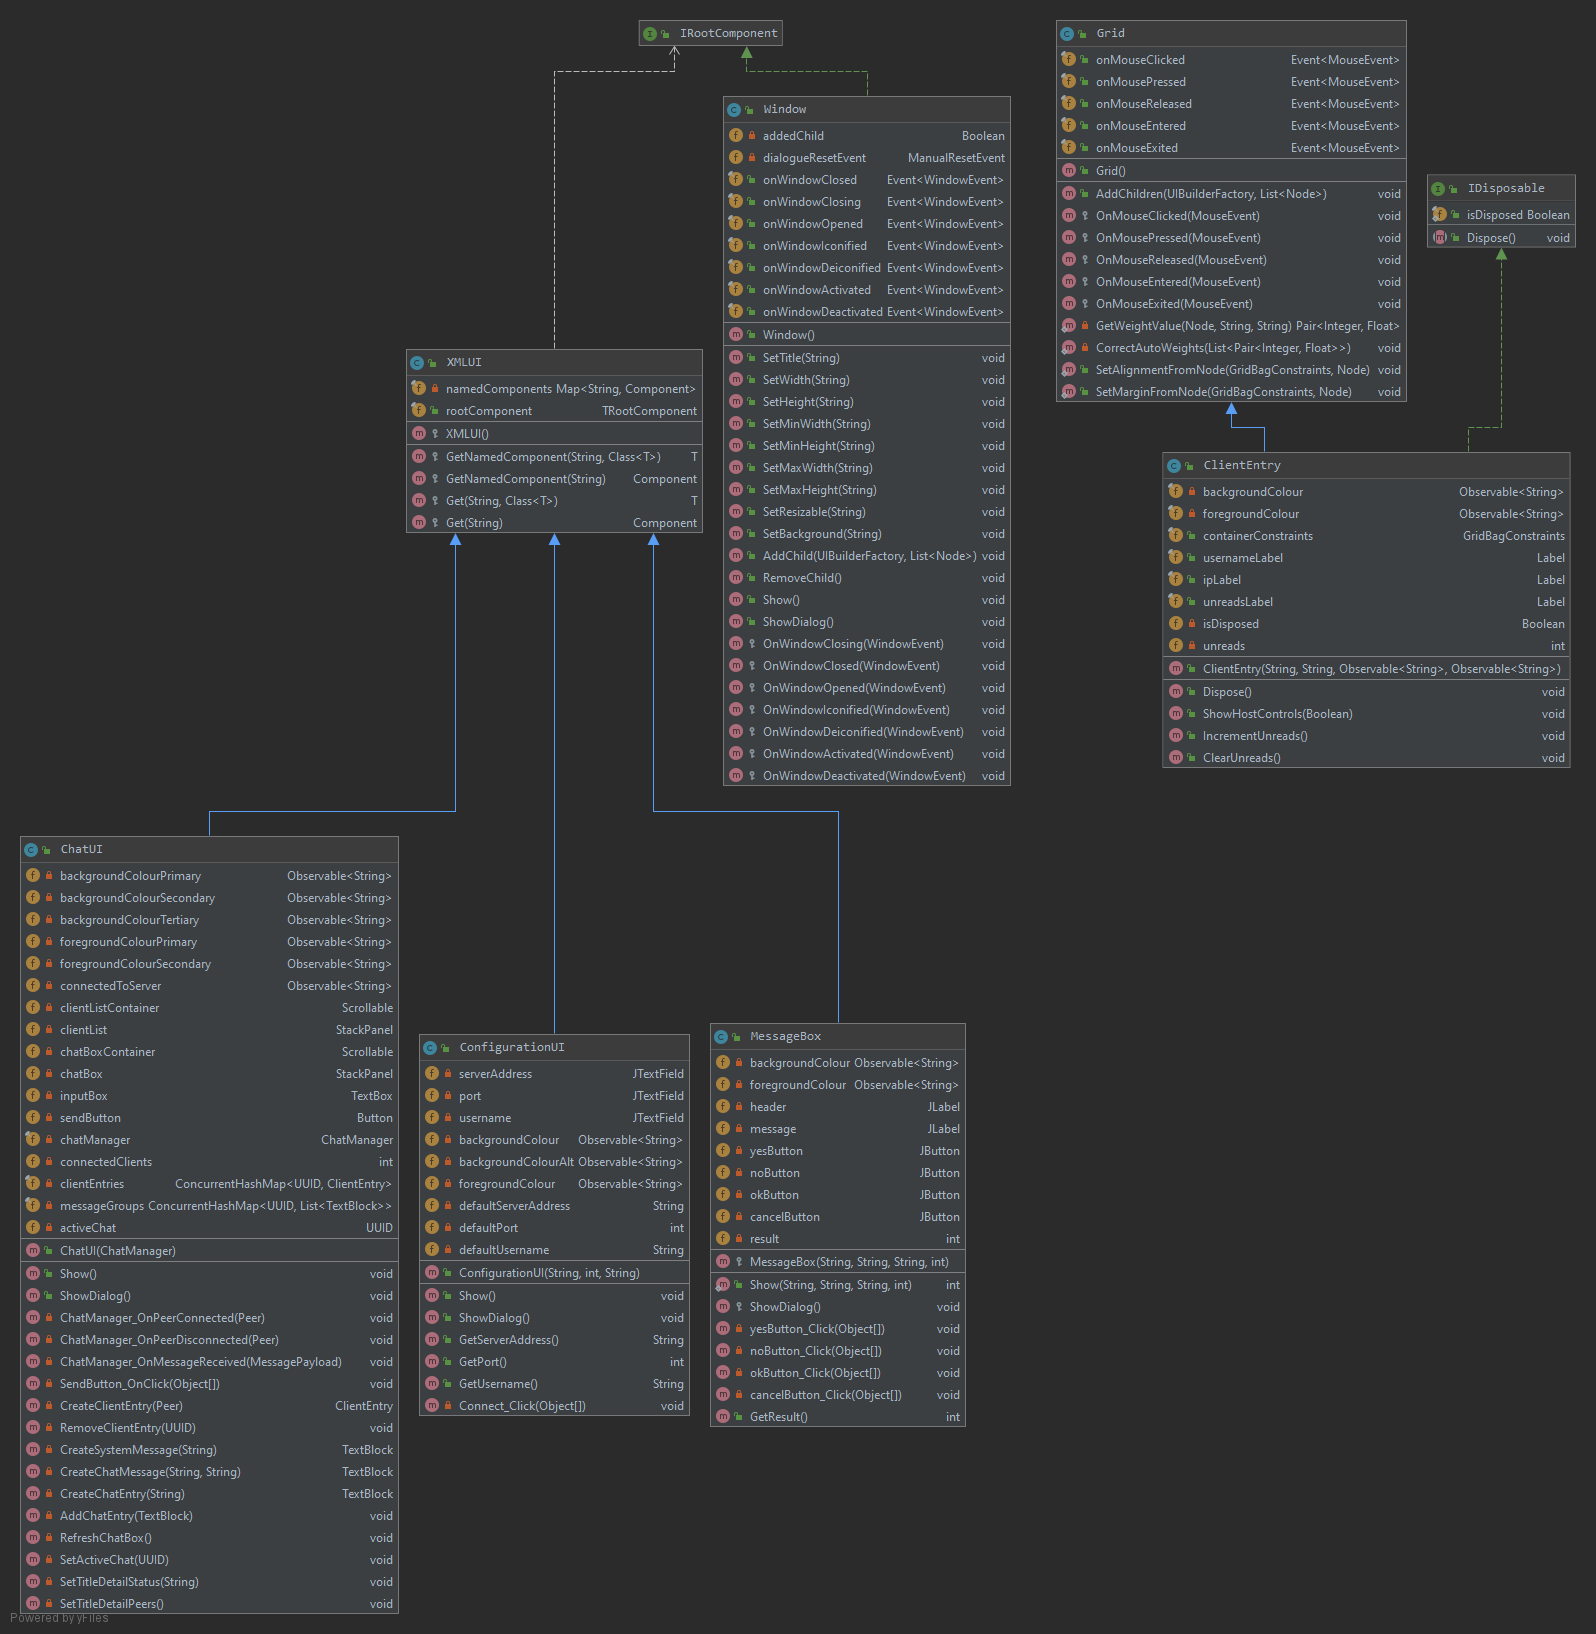 IRootComponent
Window
addedChild Boolean
dialogueResetEvent ManualResetEvent
onWindowClosed Event<WindowEvent>
onWindowClosing Event<WindowEvent>
onWindowOpened Event<WindowEvent>
onWindowIconified Event<WindowEvent>
onWindowDeiconified Event<WindowEvent>
onWindowActivated Event<WindowEvent>
onWindowDeactivated Event<WindowEvent>
Window()
SetTitle(String) void
SetWidth(String) void
SetHeight(String) void
SetMinWidth(String) void
SetMinHeight(String) void
SetMaxWidth(String) void
SetMaxHeight(String) void
SetResizable(String) void
SetBackground(String) void
AddChild(UIBuilderFactory, List<Node>) void
RemoveChild() void
Show() void
ShowDialog() void
OnWindowClosing(WindowEvent) void
OnWindowClosed(WindowEvent) void
OnWindowOpened(WindowEvent) void
OnWindowIconified(WindowEvent) void
OnWindowDeiconified(WindowEvent) void
OnWindowActivated(WindowEvent) void
OnWindowDeactivated(WindowEvent) void
Grid
onMouseClicked Event<MouseEvent>
onMousePressed Event<MouseEvent>
onMouseReleased Event<MouseEvent>
onMouseEntered Event<MouseEvent>
onMouseExited Event<MouseEvent>
Grid()
AddChildren(UIBuilderFactory, List<Node>) void
OnMouseClicked(MouseEvent) void
OnMousePressed(MouseEvent) void
OnMouseReleased(MouseEvent) void
OnMouseEntered(MouseEvent) void
OnMouseExited(MouseEvent) void
GetWeightValue(Node, String, String) Pair<Integer, Float>
CorrectAutoWeights(List<Pair<Integer, Float>>) void
SetAlignmentFromNode(GridBagConstraints, Node) void
SetMarginFromNode(GridBagConstraints, Node) void
IDisposable
isDisposed Boolean
Dispose() void
XMLUI
namedComponents Map<String, Component>
rootComponent TRootComponent
XMLUI()
GetNamedComponent(String, Class<T>) T
GetNamedComponent(String) Component
Get(String, Class<T>) T
Get(String) Component
ClientEntry
backgroundColour Observable<String>
foregroundColour Observable<String>
containerConstraints GridBagConstraints
usernameLabel Label
ipLabel Label
unreadsLabel Label
isDisposed Boolean
unreads int
ClientEntry(String, String, Observable<String>, Observable<String>)
Dispose() void
ShowHostControls(Boolean) void
IncrementUnreads() void
ClearUnreads() void
ChatUI
backgroundColourPrimary Observable<String>
backgroundColourSecondary Observable<String>
backgroundColourTertiary Observable<String>
foregroundColourPrimary Observable<String>
foregroundColourSecondary Observable<String>
connectedToServer Observable<String>
clientListContainer Scrollable
clientList StackPanel
chatBoxContainer Scrollable
chatBox StackPanel
inputBox TextBox
sendButton Button
chatManager ChatManager
connectedClients int
clientEntries ConcurrentHashMap<UUID, ClientEntry>
messageGroups ConcurrentHashMap<UUID, List<TextBlock>>
activeChat UUID
ChatUI(ChatManager)
Show() void
ShowDialog() void
ChatManager_OnPeerConnected(Peer) void
ChatManager_OnPeerDisconnected(Peer) void
ChatManager_OnMessageReceived(MessagePayload) void
SendButton_OnClick(Object[]) void
CreateClientEntry(Peer) ClientEntry
RemoveClientEntry(UUID) void
CreateSystemMessage(String) TextBlock
CreateChatMessage(String, String) TextBlock
CreateChatEntry(String) TextBlock
AddChatEntry(TextBlock) void
RefreshChatBox() void
SetActiveChat(UUID) void
SetTitleDetailStatus(String) void
SetTitleDetailPeers() void
ConfigurationUI
serverAddress JTextField
port JTextField
username JTextField
backgroundColour Observable<String>
backgroundColourAlt Observable<String>
foregroundColour Observable<String>
defaultServerAddress String
defaultPort int
defaultUsername String
ConfigurationUI(String, int, String)
Show() void
ShowDialog() void
GetServerAddress() String
GetPort() int
GetUsername() String
Connect_Click(Object[]) void
MessageBox
backgroundColour Observable<String>
foregroundColour Observable<String>
header JLabel
message JLabel
yesButton JButton
noButton JButton
okButton JButton
cancelButton JButton
result int
MessageBox(String, String, String, int)
Show(String, String, String, int) int
ShowDialog() void
yesButton_Click(Object[]) void
noButton_Click(Object[]) void
okButton_Click(Object[]) void
cancelButton_Click(Object[]) void
GetResult() int
Powered by yFiles